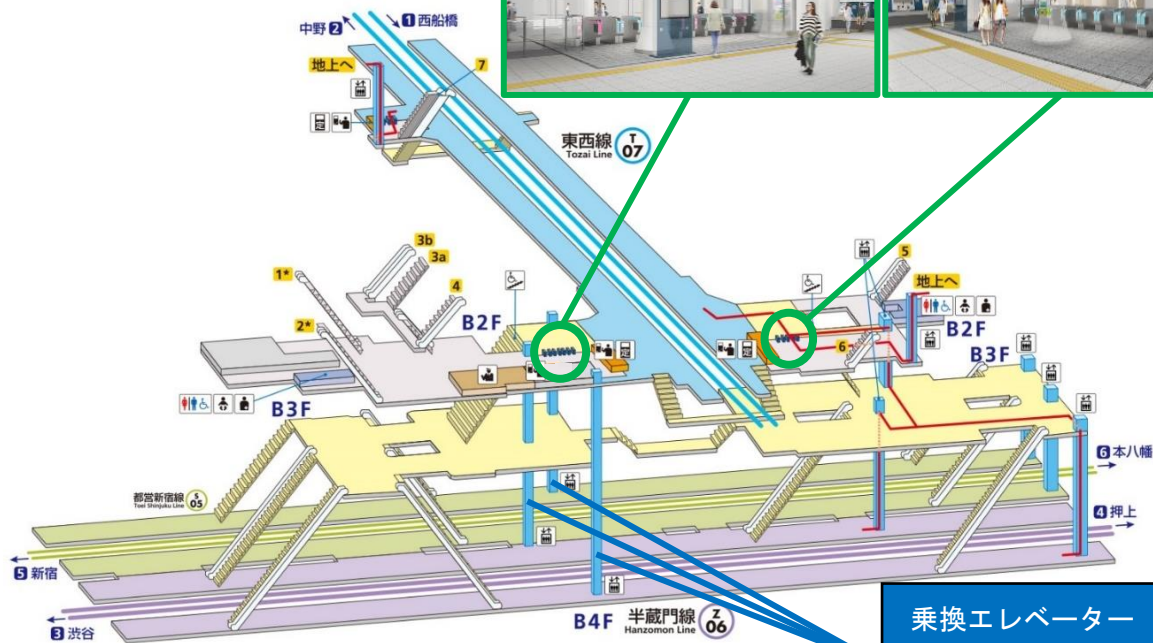 1 西船橋
中野 2
地上へ
7
東西線
Tozai Line
T
07
3b
3a
1*
4
2*
B2F
B3F
5
地上へ
B2F
6
B3F
都営新宿線
Toei Shinjuku Line
S
05
6 本八幡
4 押上
5 新宿
3 渋谷
B4F
半蔵門線
Hanzomon Line
Z
06
乗換エレベーター